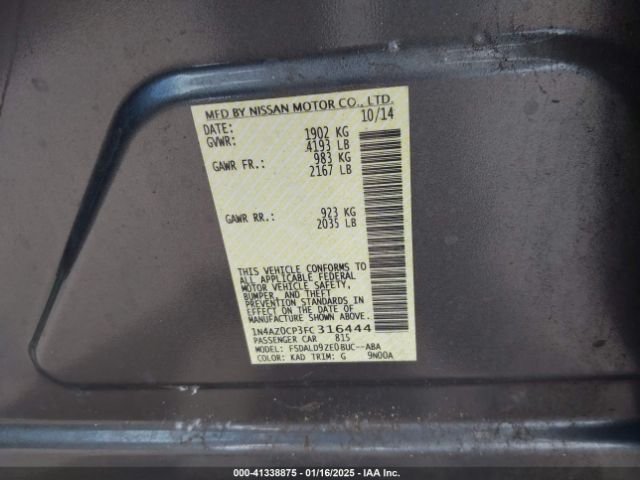 MFD BY NISSAN MOTOR CO., LTD.
DATE: 10/14
GVWR: 1902 KG
4193 LB
GAWR FR.: 983 KG
2167 LB
GAWR RR.: 923 KG
2035 LB
THIS VEHICLE CONFORMS TO
ALL APPLICABLE FEDERAL
MOTOR VEHICLE SAFETY,
BUMPER, AND THEFT
PREVENTION STANDARDS IN
EFFECT ON THE DATE OF
MANUFACTURE SHOWN ABOVE.
1N4AZ0CP3FC316444
PASSENGER CAR 815
MODEL: FSDALD9ZE0BUC--ABA
COLOR: KAD TRIM: G 9N00A
000-41338875 - 01/16/2025 - IAA Inc.